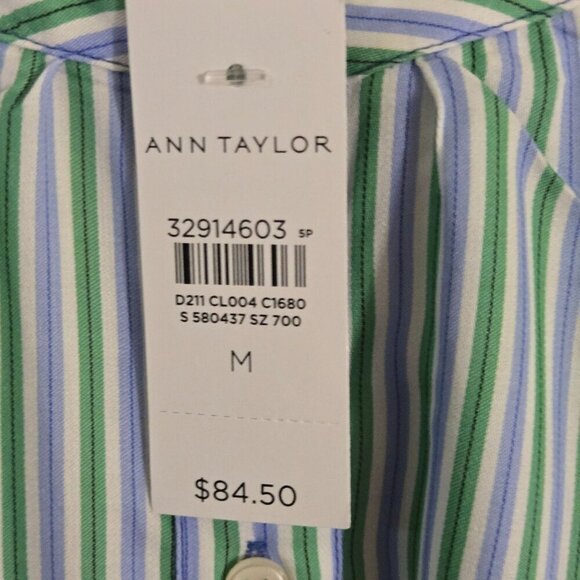 ANN TAYLOR
32914603 SP
D211 CL004 C1680
S 580437 SZ 700
M
$84.50